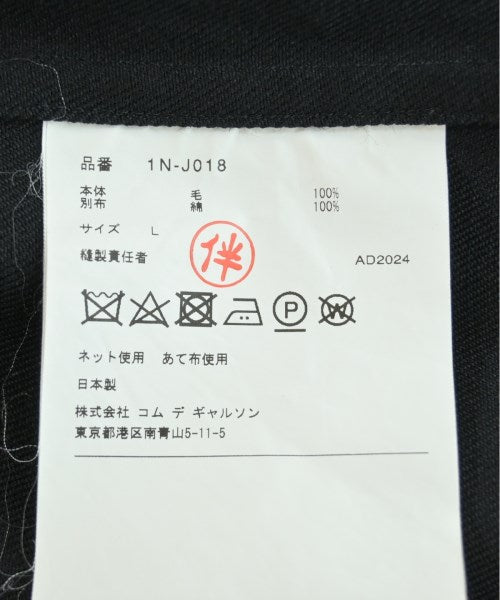 品番 1N-J018
本体 毛 100%
別布 綿 100%
サイズ L
縫製責任者 伴 AD2024
P W
ネット使用 あて布使用
日本製
株式会社 コム デ ギャルソン
東京都港区南青山5-11-5